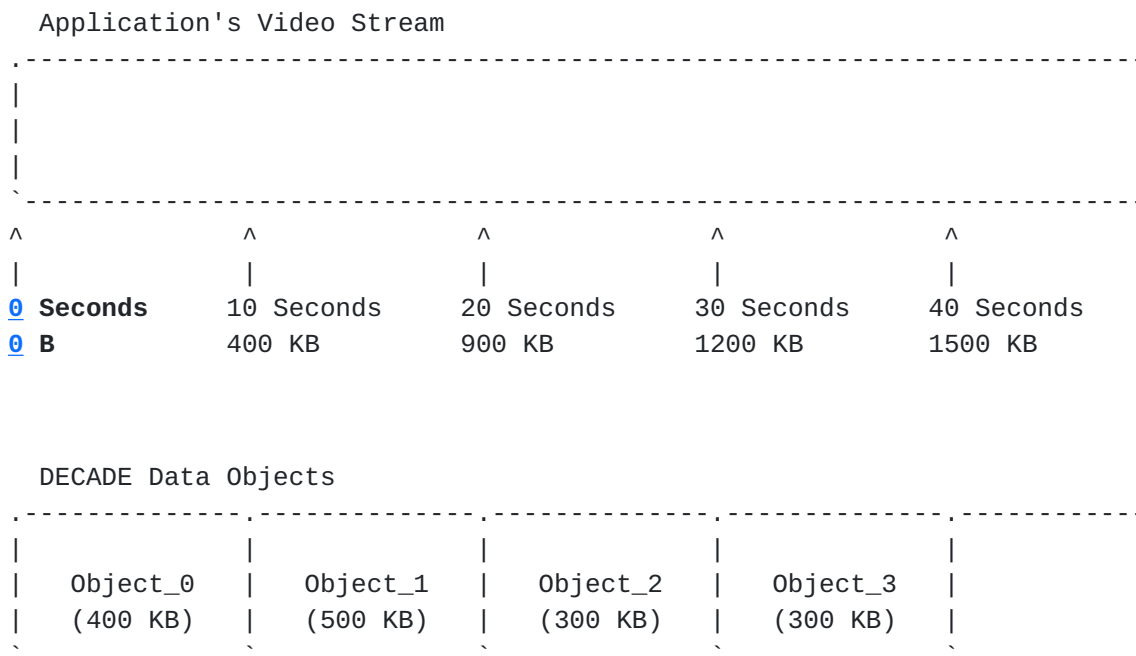 Application's Video Stream
.------------------------------------------------------------------------
|
|
|
`------------------------------------------------------------------------
^              ^              ^              ^              ^
|              |              |              |              |
0 Seconds     10 Seconds     20 Seconds     30 Seconds     40 Seconds
0 B           400 KB         900 KB         1200 KB        1500 KB
DECADE Data Objects
.--------------.--------------.--------------.--------------.------------
|              |              |              |              |
|   Object_0   |   Object_1   |   Object_2   |   Object_3   |
|   (400 KB)   |   (500 KB)   |   (300 KB)   |   (300 KB)   |